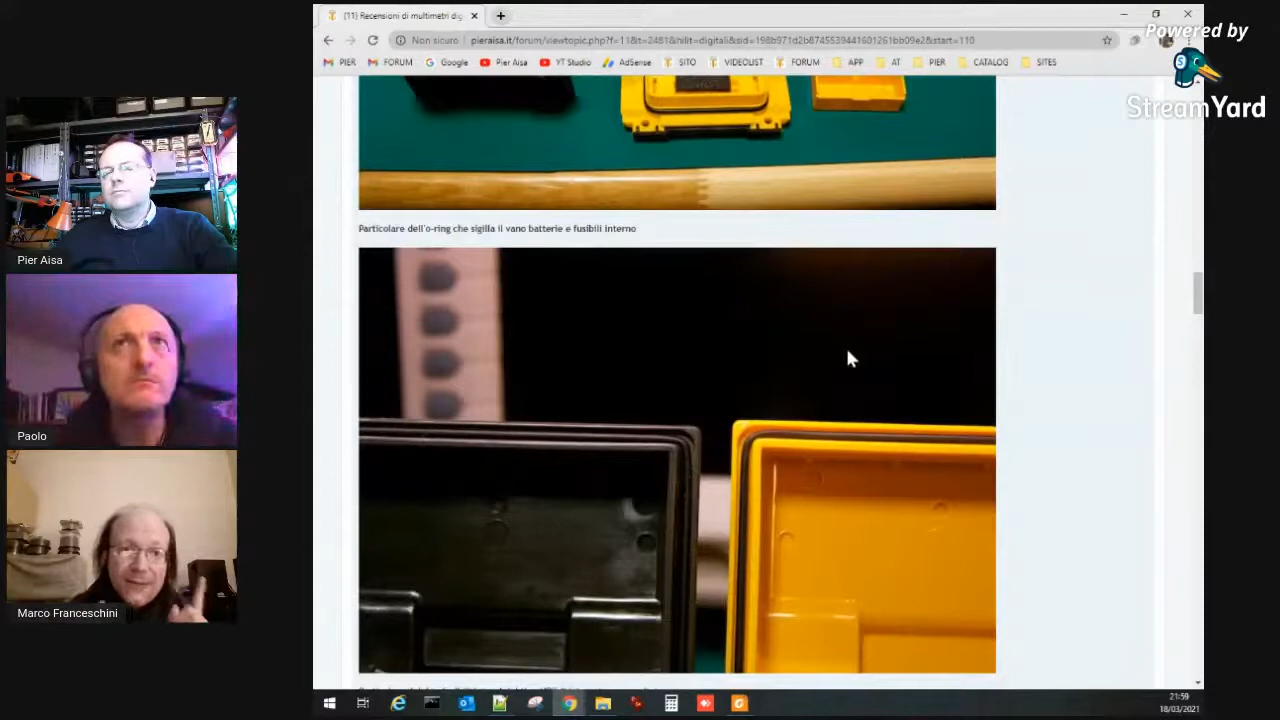 (11) Recensioni di multimetri dig
Powered by
StreamYard
Non sicuro
pieraisa.it/forum/viewtopic.php?f=11&t=2481&hilit=digitali&sid=198b971d2b8745539441601261bb09e2&start=110
PIER FORUM Google Pier Aisa YT Studio AdSense SITO VIDEOLIST FORUM APP AT PIER CATALOG SITES
Particolare dell'o-ring che sigilla il vano batterie e fusibili interno
Pier Aisa
Paolo
Marco Franceschini
21:59
18/03/2021